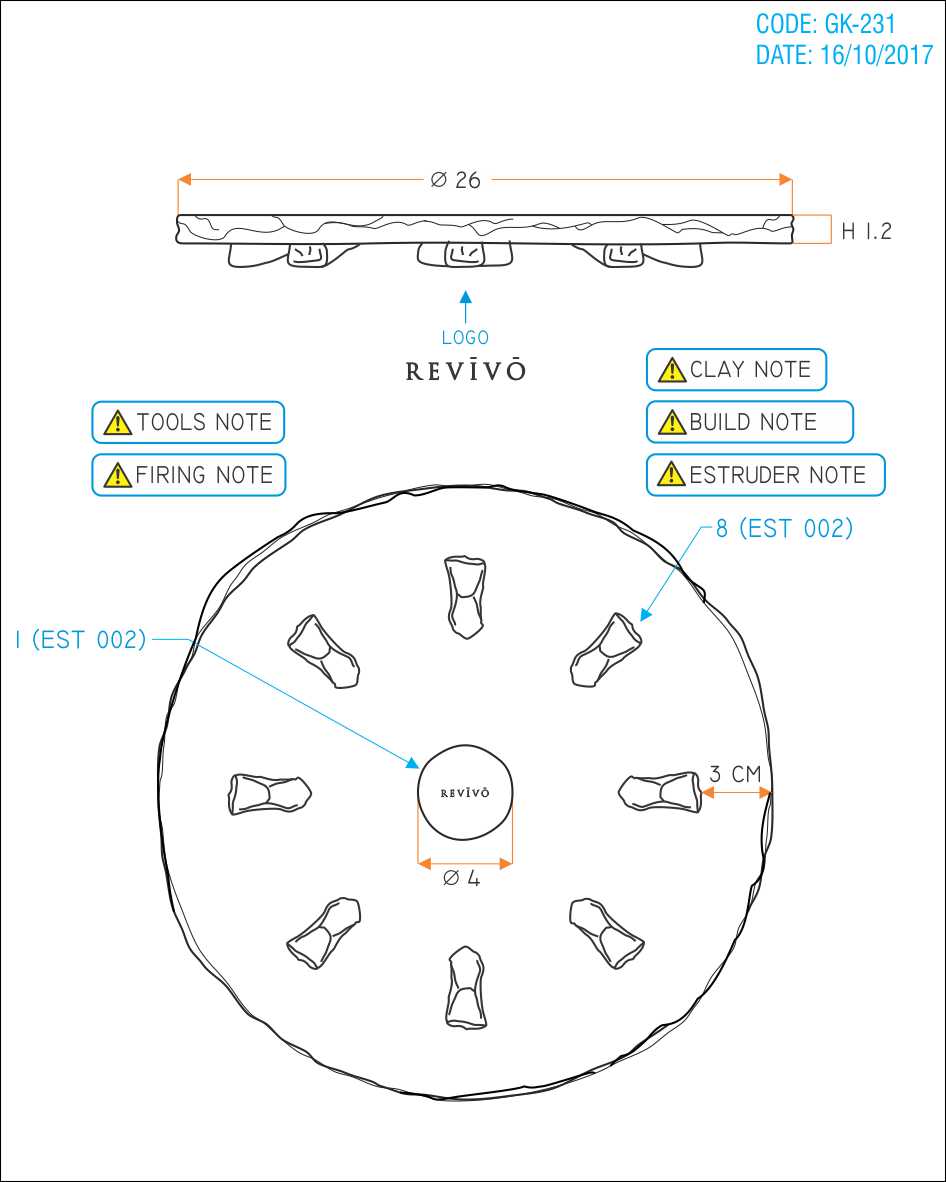 CODE: GK-231
DATE: 16/10/2017
Ø 26
H 1.2
LOGO
REVĪVŌ
CLAY NOTE
TOOLS NOTE
BUILD NOTE
FIRING NOTE
ESTRUDER NOTE
8 (EST 002)
1 (EST 002)
3 CM
REVĪVŌ
Ø 4